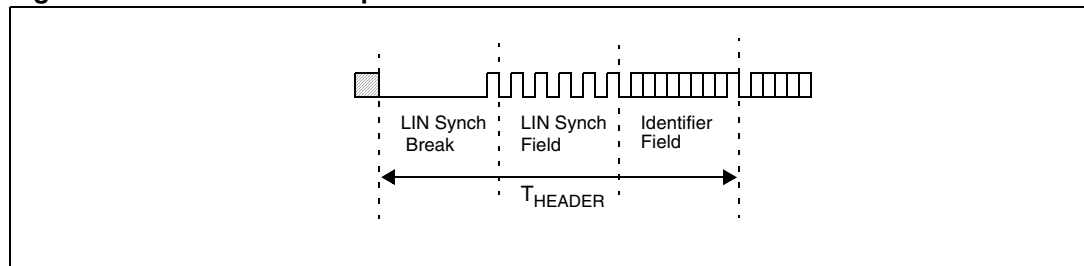 LIN Synch
Break
LIN Synch
Field
Identifier
Field
THEADER